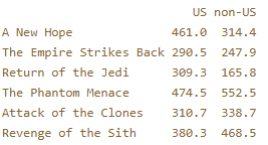 US non-US
A New Hope 461.0 314.4
The Empire Strikes Back 290.5 247.9
Return of the Jedi 309.3 165.8
The Phantom Menace 474.5 552.5
Attack of the Clones 310.7 338.7
Revenge of the Sith 380.3 468.5